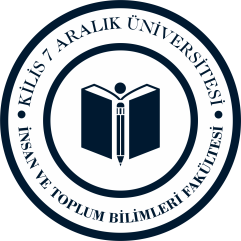 KİLİS 7 ARALIK ÜNİVERSİTESİ
İNSAN VE TOPLUM BİLİMLERİ FAKÜLTESİ